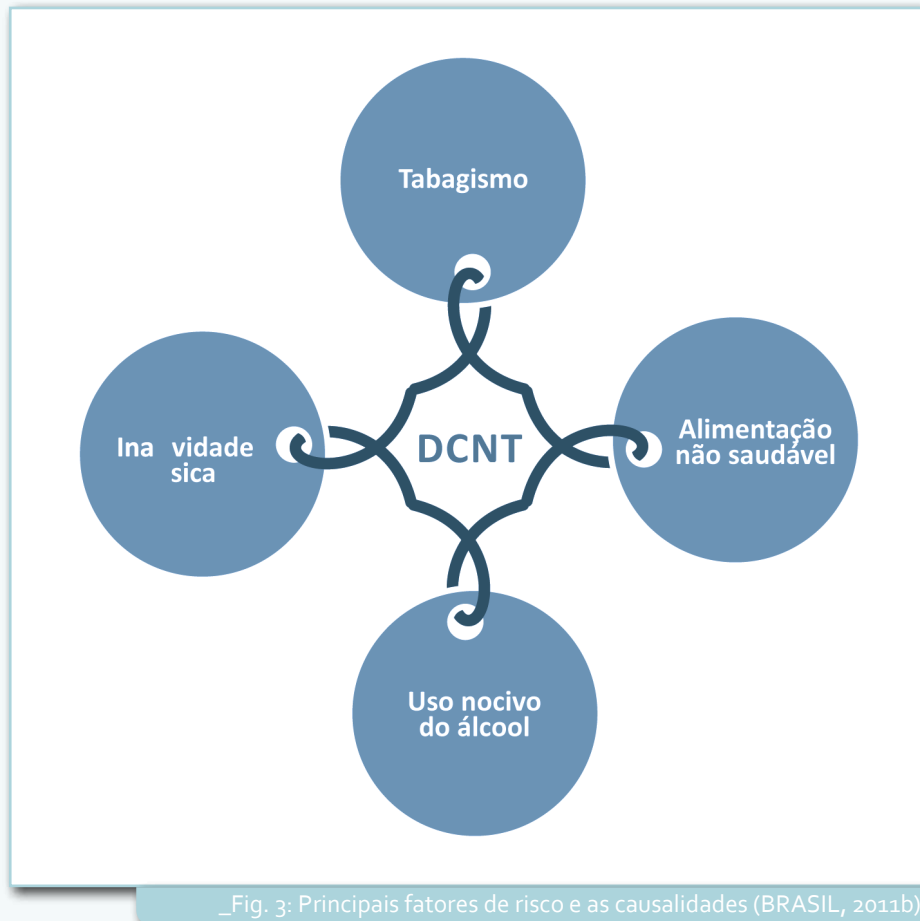 Tabagismo
Ina vidade
sica
DCNT
Alimentação
não saudável
Uso nocivo
do álcool
_Fig. 3: Principais fatores de risco e as causalidades (BRASIL, 2011b)